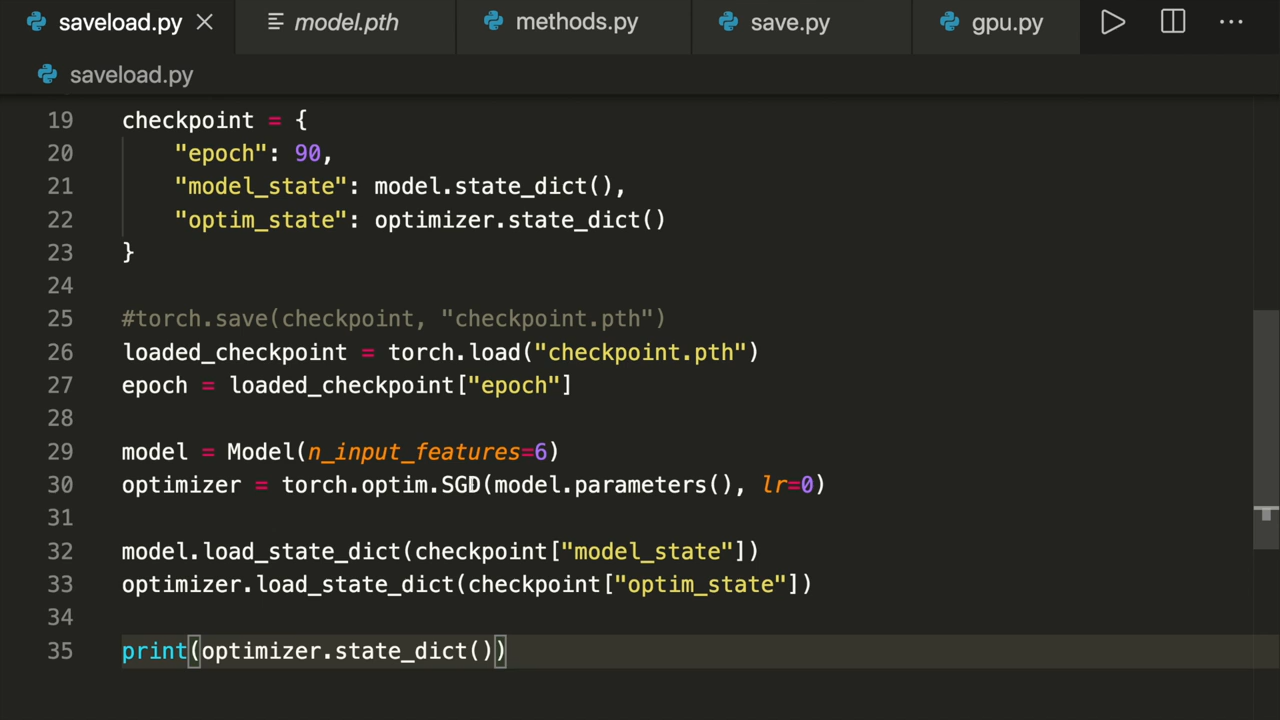 saveload.py model.pth methods.py save.py gpu.py
saveload.py
19 checkpoint = {
20     "epoch": 90,
21     "model_state": model.state_dict(),
22     "optim_state": optimizer.state_dict()
23 }
24
25 #torch.save(checkpoint, "checkpoint.pth")
26 loaded_checkpoint = torch.load("checkpoint.pth")
27 epoch = loaded_checkpoint["epoch"]
28
29 model = Model(n_input_features=6)
30 optimizer = torch.optim.SGD(model.parameters(), lr=0)
31
32 model.load_state_dict(checkpoint["model_state"])
33 optimizer.load_state_dict(checkpoint["optim_state"])
34
35 print(optimizer.state_dict())